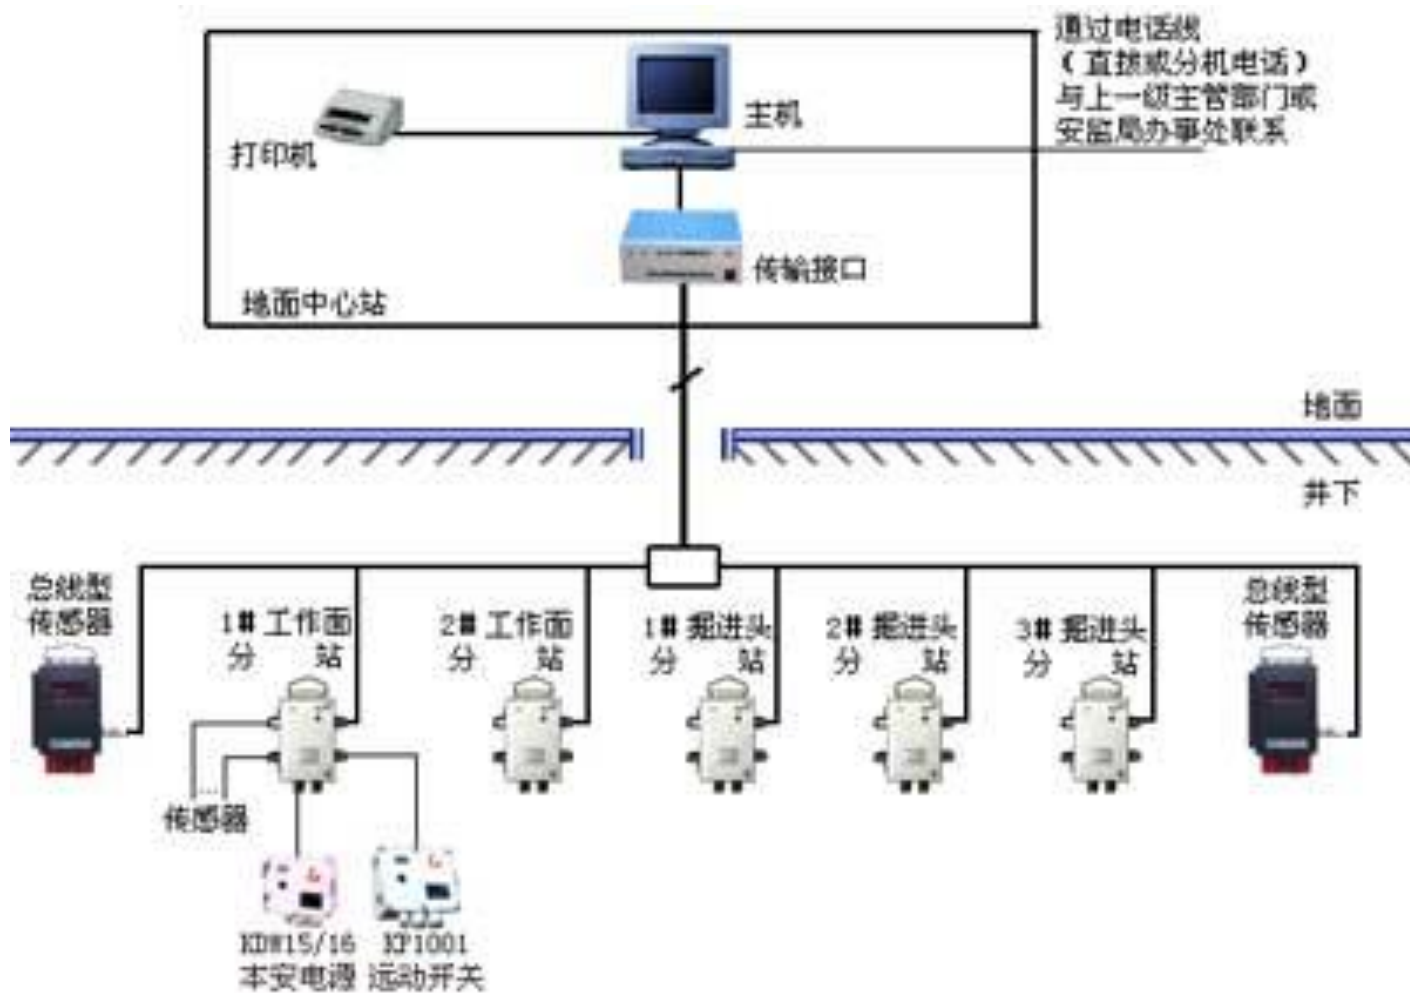 通过电话线
(直拨或分机电话)
与上一级主管部门或
安监局办事处联系
主机
打印机
传输接口
地面中心站
地面
井下
总线型
传感器
1# 工作面
分 站
2# 工作面
分 站
1# 掘进头
分 站
2# 掘进头
分 站
3# 掘进头
分 站
总线型
传感器
传感器
KDW15/16
本安电源
KP1001
远动开关